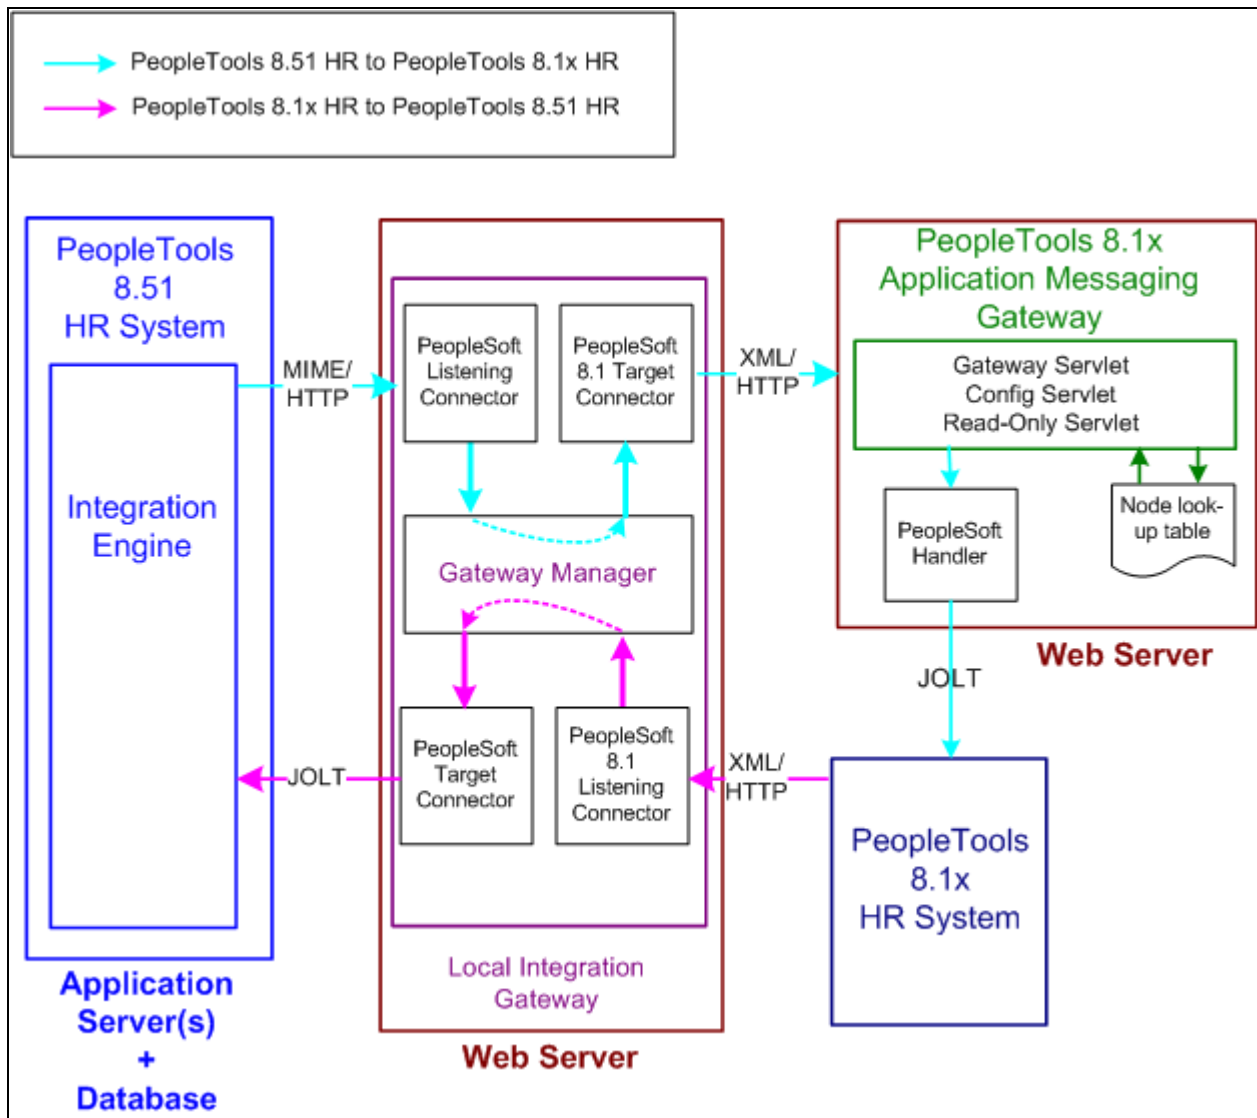 PeopleTools 8.51 HR to PeopleTools 8.1x HR
PeopleTools 8.1x HR to PeopleTools 8.51 HR
PeopleTools
8.51
HR System
Integration
Engine
Application
Server(s)
+
Database
MIME/
HTTP
PeopleSoft
Listening
Connector
PeopleSoft
8.1 Target
Connector
Gateway Manager
PeopleSoft
Target
Connector
PeopleSoft
8.1
Listening
Connector
JOLT
Local Integration
Gateway
Web Server
XML/
HTTP
XML/
HTTP
PeopleTools 8.1x
Application Messaging
Gateway
Gateway Servlet
Config Servlet
Read-Only Servlet
PeopleSoft
Handler
Node look-
up table
Web Server
JOLT
PeopleTools
8.1x
HR System